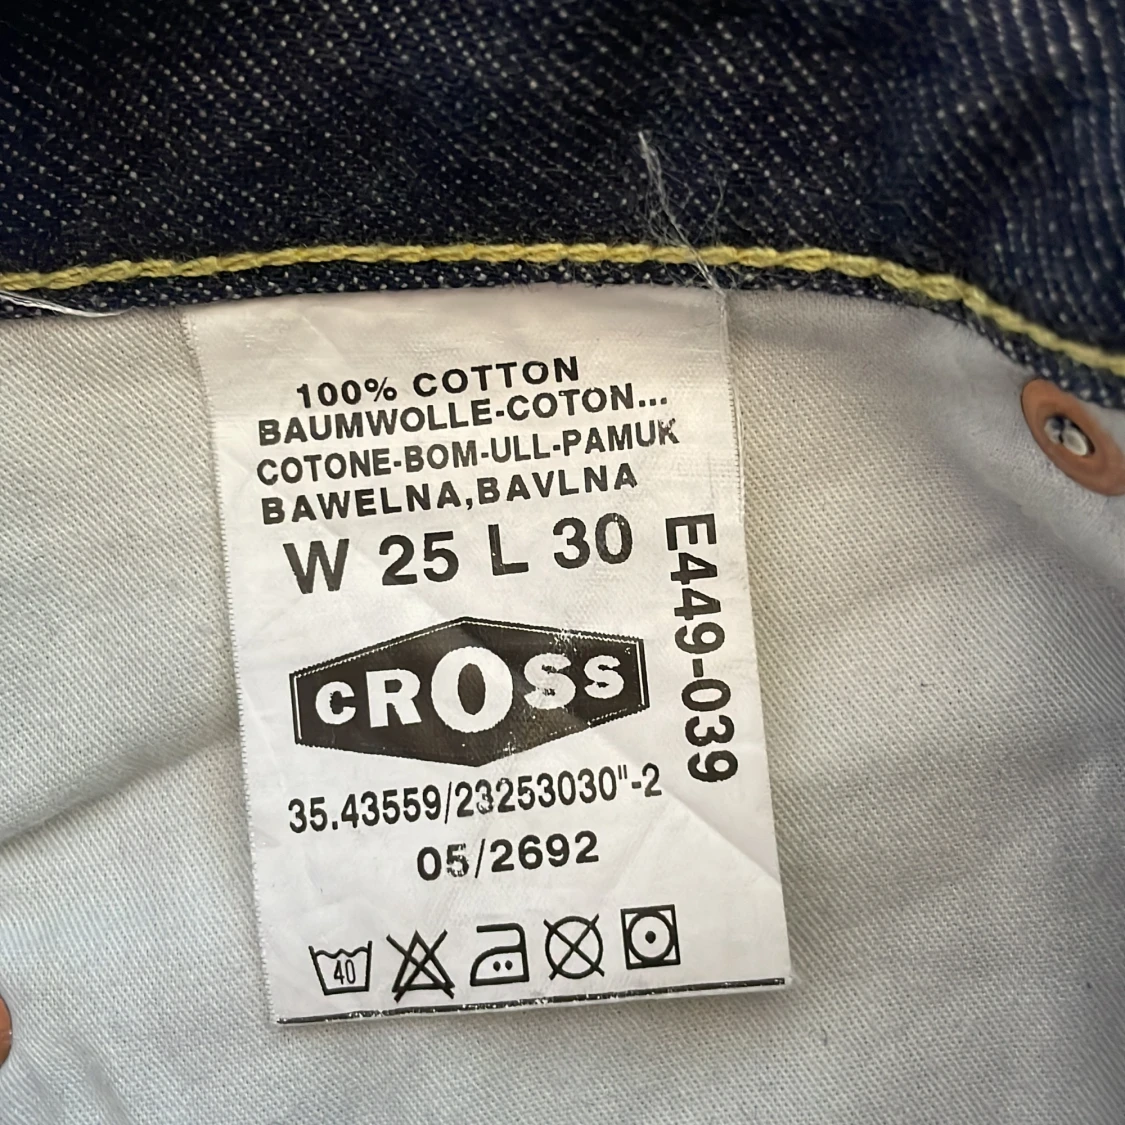 100% COTTON
BAUMWOLLE-COTON...
COTONE-BOM-ULL-PAMUK
BAWELNA,BAVLNA
W 25 L 30
E449-039
CROSS
35.43559/23253030"-2
05/2692
40